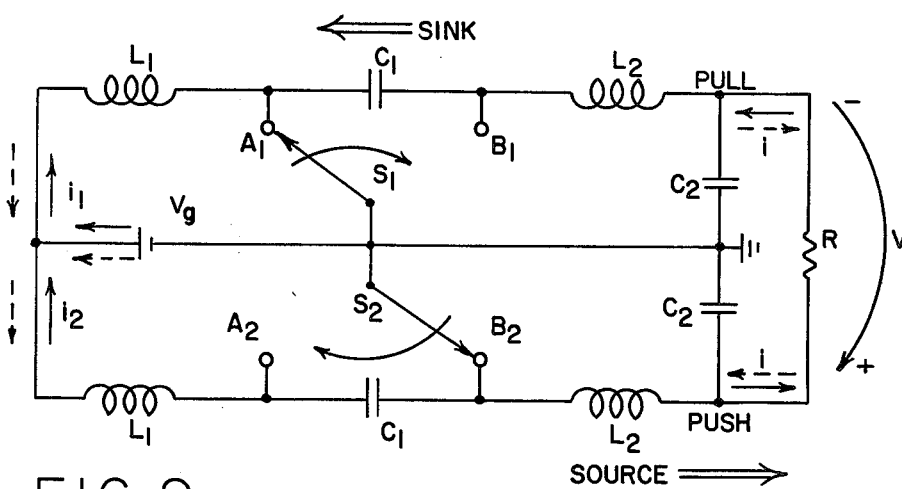 SINK
L1 C1 L2
PULL
A1 B1
S1
i
i1 Vg C2
R V
i2 S2 C2
A2 B2
i
L1 C1 L2
PUSH
SOURCE